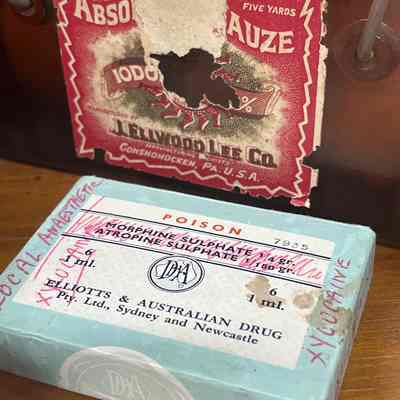 ABSO
FIVE YARDS
AUZE
IODO
J. ELLWOOD LEE CO.
CONSHOHOCKEN, PA. U.S.A.
POISON
7935
MORPHINE SULPHATE 1/4 gr.
ATROPINE SULPHATE 1/100 gr.
6
1 ml.
DAA
6
1 ml.
ELLIOTTS & AUSTRALIAN DRUG
Pty. Ltd., Sydney and Newcastle
LOCAL ANAESTHETIC
XYLOCAINE
XYLOCAINE